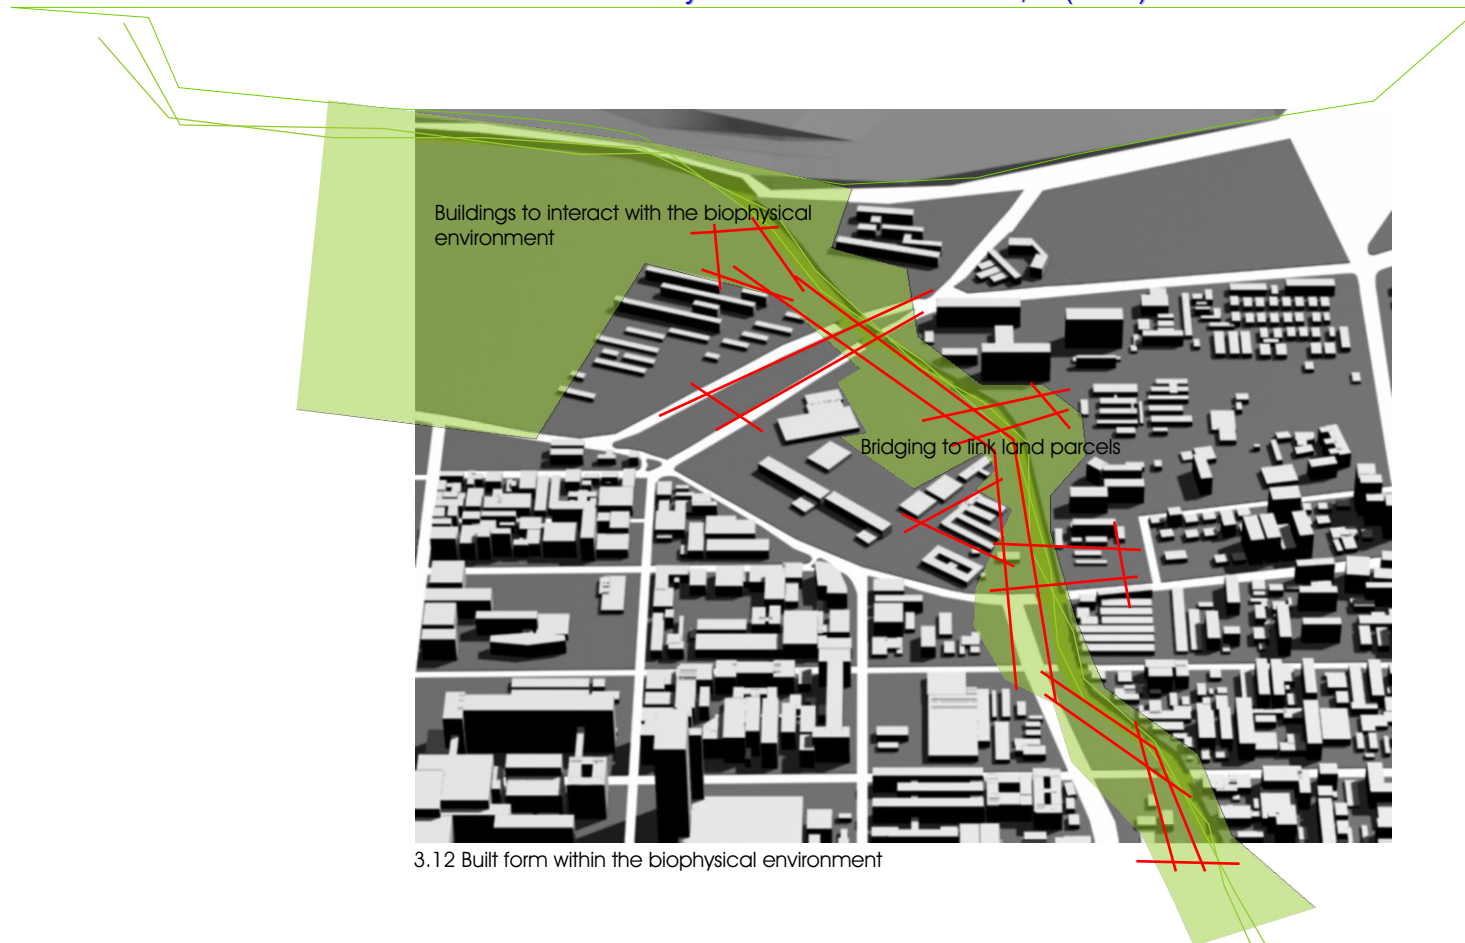 Buildings to interact with the biophysical
environment
Bridging to link land parcels
3.12 Built form within the biophysical environment